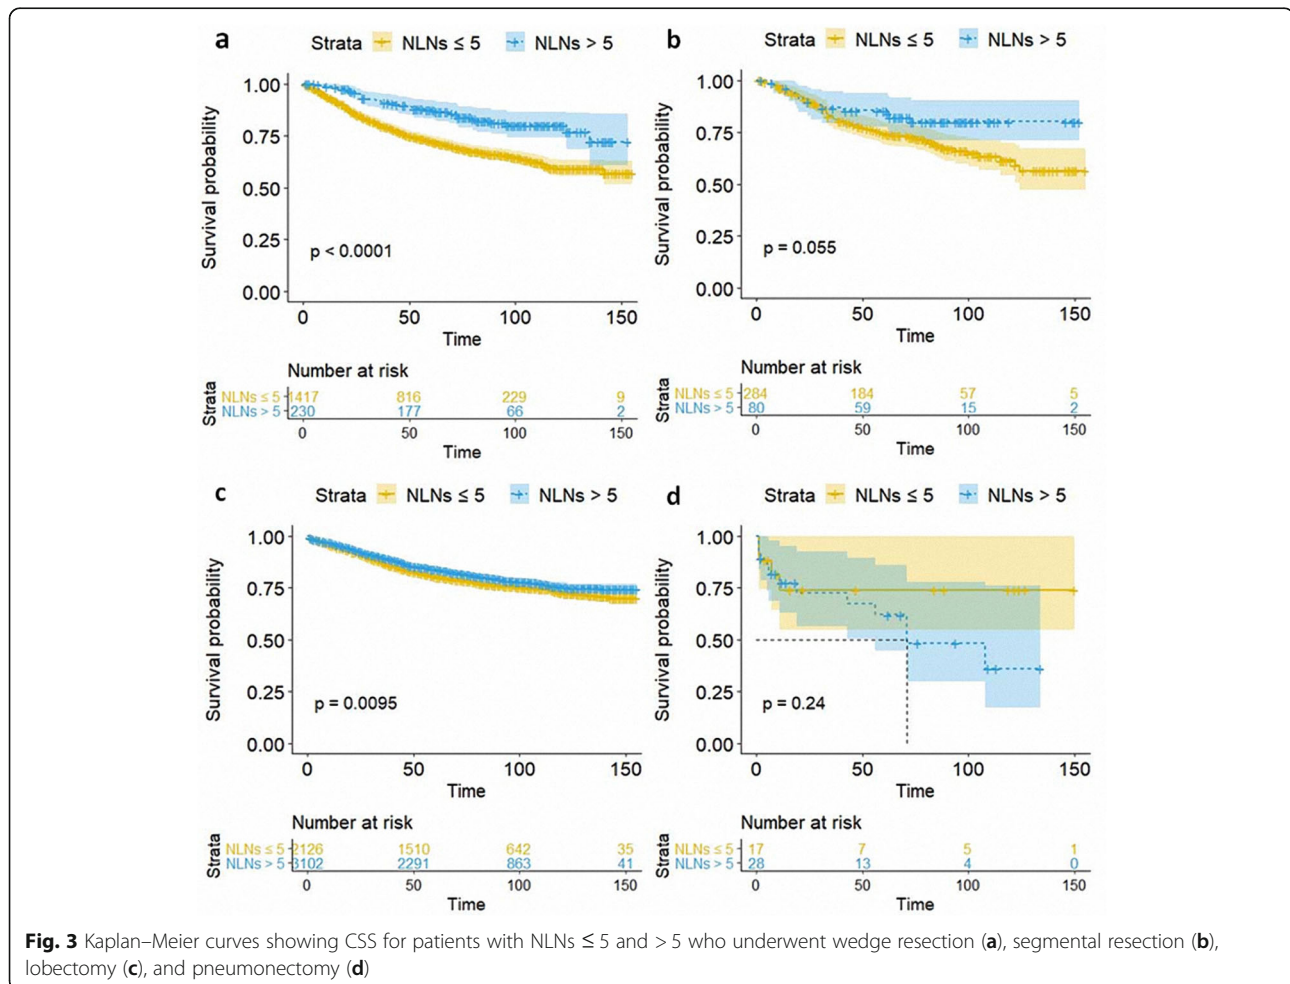 a Strata NLNs ≤ 5 NLNs > 5
Survival probability
1.00
0.75
0.50
0.25
0.00
p < 0.0001
0 50 100 150
Time
Number at risk
Strata
NLNs ≤ 5 1417 816 229 9
NLNs > 5 230 177 66 2
0 50 100 150
Time
b Strata NLNs ≤ 5 NLNs > 5
Survival probability
1.00
0.75
0.50
0.25
0.00
p = 0.055
0 50 100 150
Time
Number at risk
Strata
NLNs ≤ 5 284 184 57 5
NLNs > 5 80 59 15 2
0 50 100 150
Time
c Strata NLNs ≤ 5 NLNs > 5
Survival probability
1.00
0.75
0.50
0.25
0.00
p = 0.0095
0 50 100 150
Time
Number at risk
Strata
NLNs ≤ 5 2126 1510 642 35
NLNs > 5 3102 2291 863 41
0 50 100 150
Time
d Strata NLNs ≤ 5 NLNs > 5
Survival probability
1.00
0.75
0.50
0.25
0.00
p = 0.24
0 50 100 150
Time
Number at risk
Strata
NLNs ≤ 5 17 7 5 1
NLNs > 5 28 13 4 0
0 50 100 150
Time
Fig. 3 Kaplan–Meier curves showing CSS for patients with NLNs ≤ 5 and > 5 who underwent wedge resection (a), segmental resection (b),
lobectomy (c), and pneumonectomy (d)